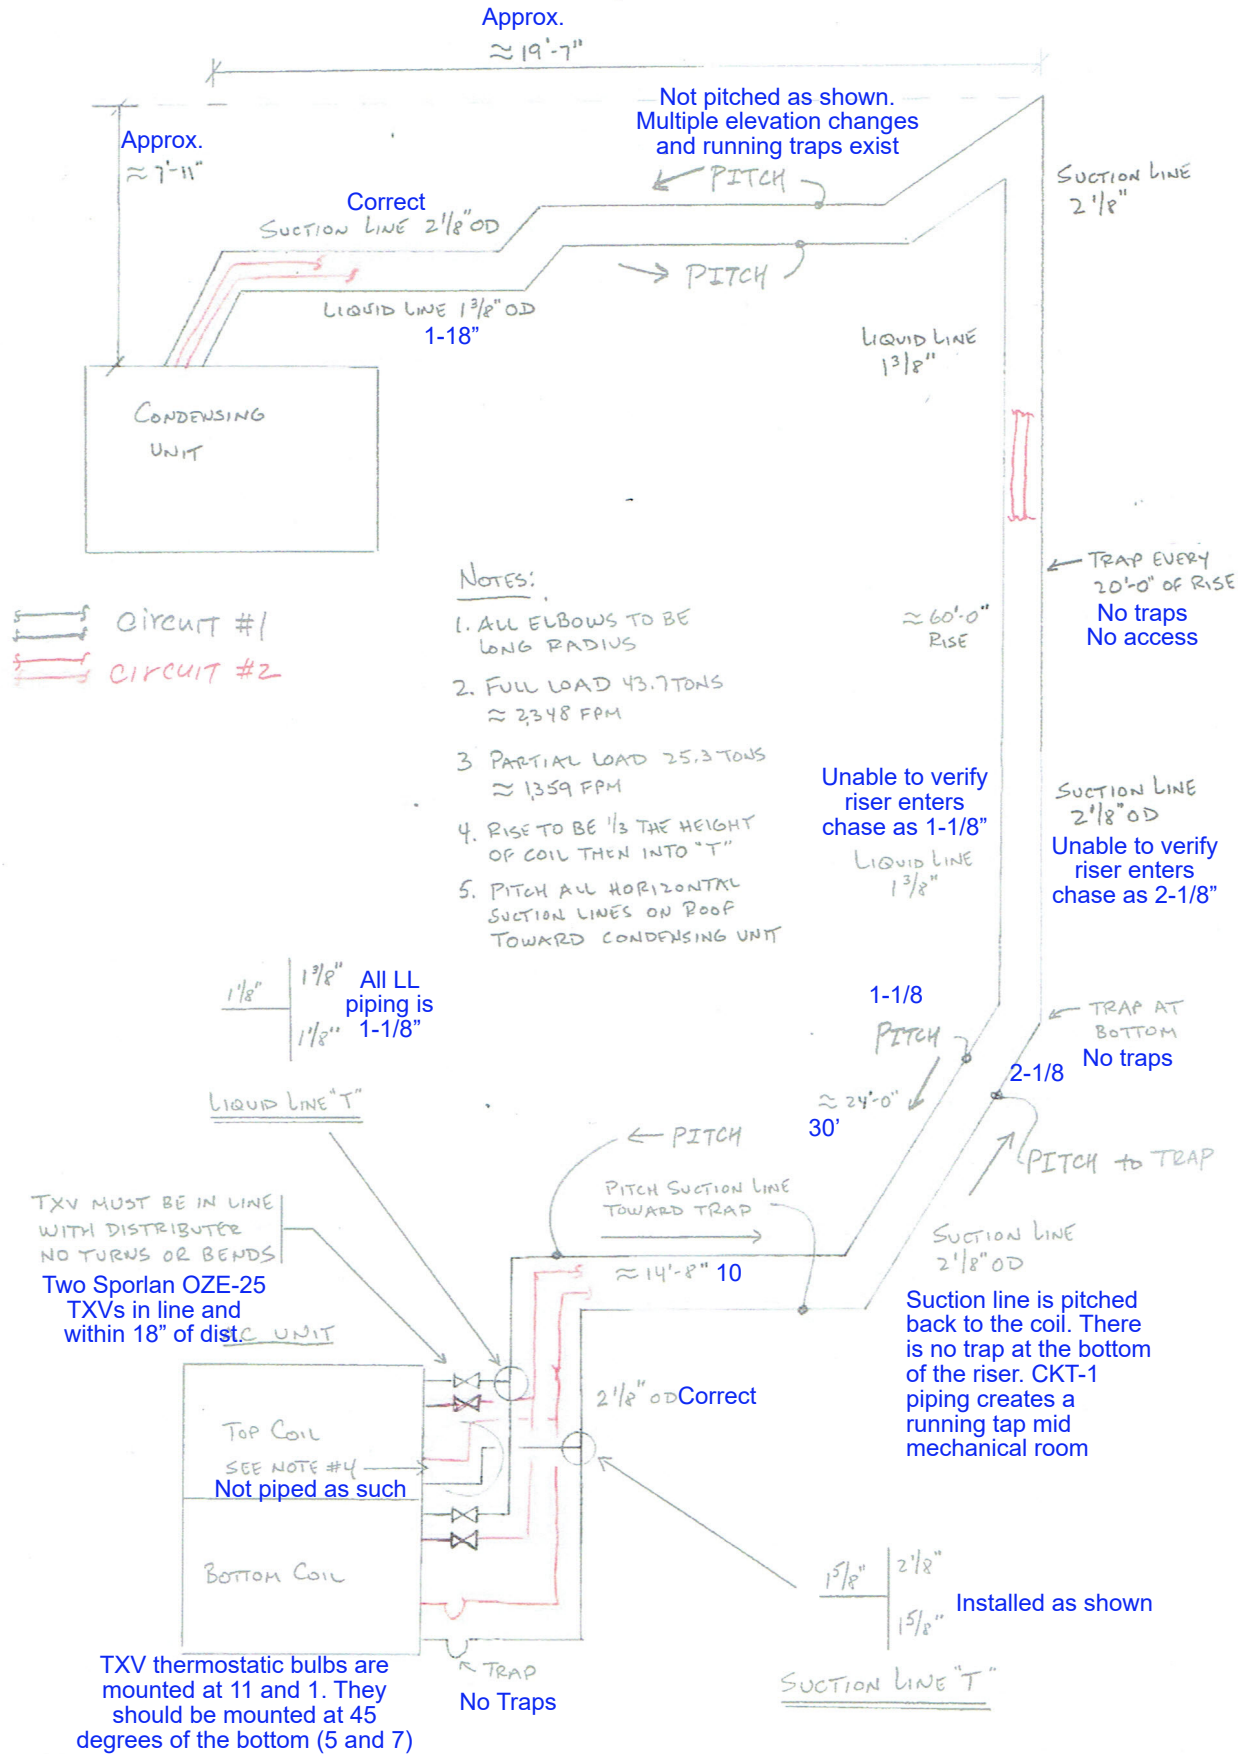 Approx.
≈ 19'-7"
Not pitched as shown.
Multiple elevation changes
and running traps exist
Approx.
≈ 7'-11"
PITCH
SUCTION LINE
2 1/8"
Correct
SUCTION LINE 2 1/8" OD
PITCH
LIQUID LINE 1 3/8" OD
1-18”
LIQUID LINE
1 3/8"
CONDENSING
UNIT
TRAP EVERY
20'-0" OF RISE
No traps
No access
CIRCUIT #1
CIRCUIT #2
NOTES:
1. ALL ELBOWS TO BE
LONG RADIUS
2. FULL LOAD 43.7 TONS
≈ 2,348 FPM
3 PARTIAL LOAD 25.3 TONS
≈ 1,359 FPM
4. RISE TO BE 1/3 THE HEIGHT
OF COIL THEN INTO "T"
5. PITCH ALL HORIZONTAL
SUCTION LINES ON ROOF
TOWARD CONDENSING UNIT
≈ 60'-0"
RISE
Unable to verify
riser enters
chase as 1-1/8”
LIQUID LINE
1 3/8"
SUCTION LINE
2 1/8" OD
Unable to verify
riser enters
chase as 2-1/8”
1 1/8"
1 3/8"
1 1/8"
All LL
piping is
1-1/8”
LIQUID LINE "T"
1-1/8
PITCH
TRAP AT
BOTTOM
No traps
2-1/8
≈ 24'-0"
30’
PITCH
PITCH to TRAP
TXV MUST BE IN LINE
WITH DISTRIBUTER
NO TURNS OR BENDS
Two Sporlan OZE-25
TXVs in line and
within 18” of dist.
AC UNIT
PITCH SUCTION LINE
TOWARD TRAP
≈ 14'-8" 10
SUCTION LINE
2 1/8" OD
Suction line is pitched
back to the coil. There
is no trap at the bottom
of the riser. CKT-1
piping creates a
running tap mid
mechanical room
2 1/8" OD Correct
TOP COIL
SEE NOTE #4
Not piped as such
BOTTOM COIL
1 5/8"
2 1/8"
1 5/8"
Installed as shown
SUCTION LINE "T"
TRAP
No Traps
TXV thermostatic bulbs are
mounted at 11 and 1. They
should be mounted at 45
degrees of the bottom (5 and 7)